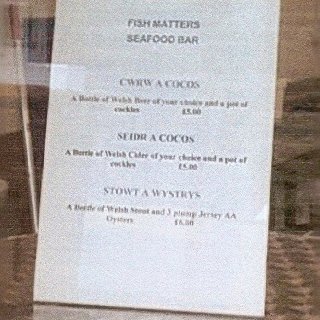 FISH MATTERS
SEAFOOD BAR
CWRW A COCOS
A Bottle of Welsh Beer of your choice and a pot of
cockles £5.00
SEIDR A COCOS
A Bottle of Welsh Cider of your choice and a pot of
cockles £5.00
STOWT A WYSTRYS
A Bottle of Welsh Stout and 3 plump Jersey AA
Oysters £6.80